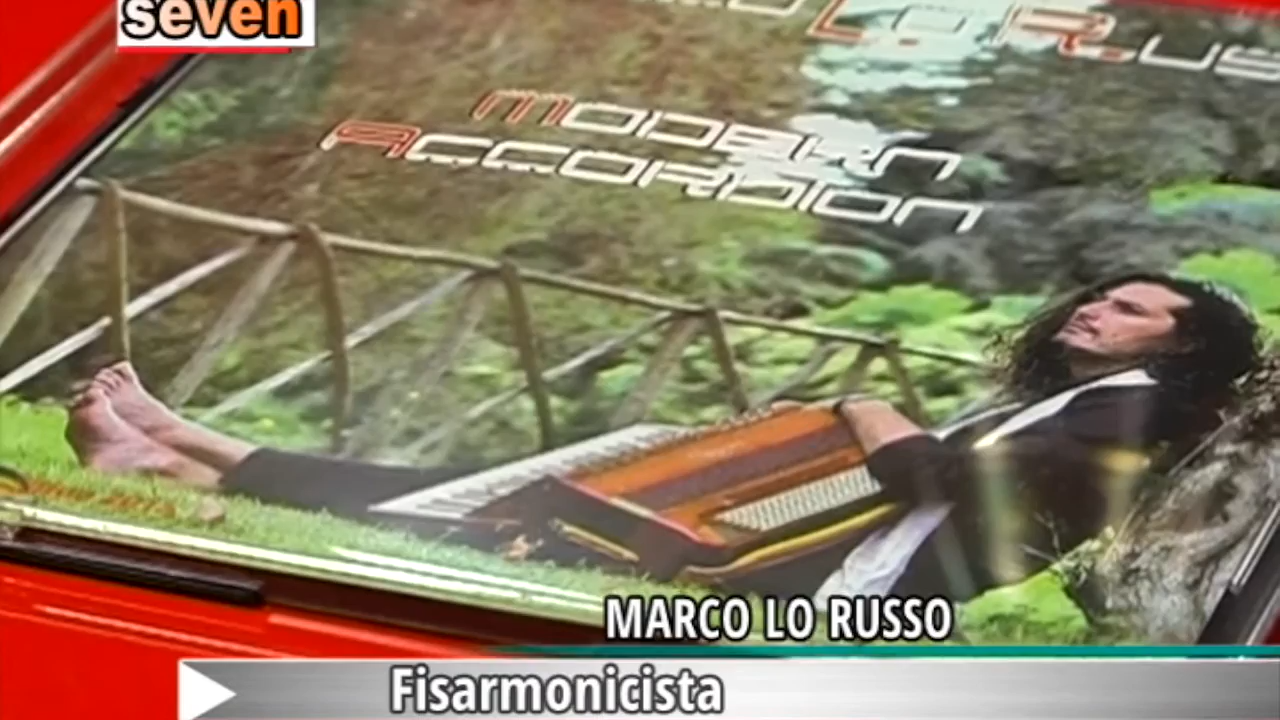 seven
MODERN
ACCORDION
MARCO LO RUSSO
Fisarmonicista